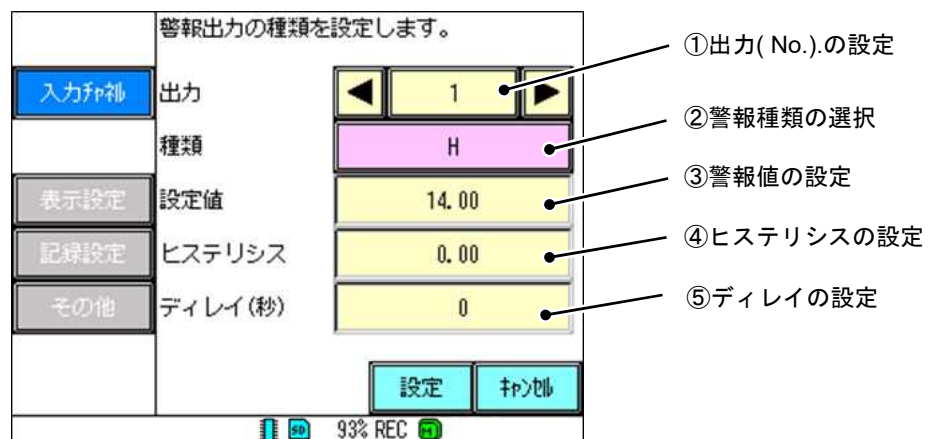 警報出力の種類を設定します。
入力ﾁｬﾈﾙ
出力
1
種類
H
表示設定
設定値
14.00
記録設定
ヒステリシス
0.00
その他
ディレイ(秒)
0
設定
ｷｬﾝｾﾙ
SD
93% REC
M
①出力( No.).の設定
②警報種類の選択
③警報値の設定
④ヒステリシスの設定
⑤ディレイの設定